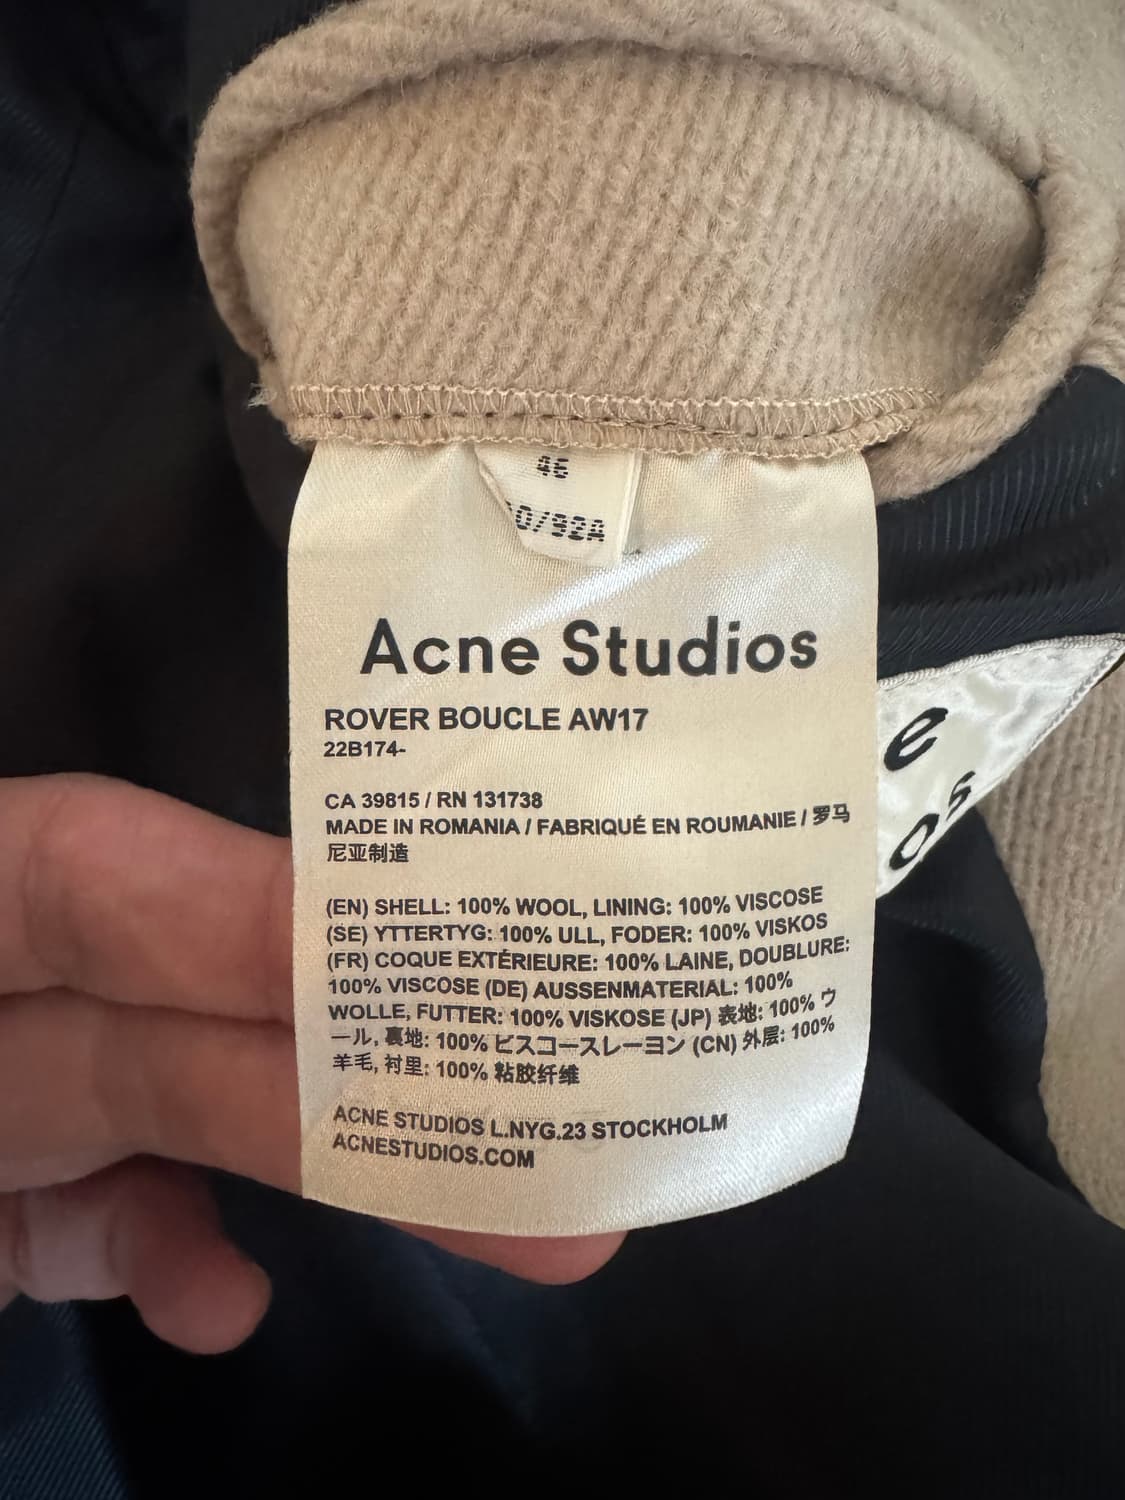 46
0/92A
Acne Studios
ROVER BOUCLE AW17
22B174-
CA 39815 / RN 131738
MADE IN ROMANIA / FABRIQUÉ EN ROUMANIE / 罗马
尼亚制造
(EN) SHELL: 100% WOOL, LINING: 100% VISCOSE
(SE) YTTERTYG: 100% ULL, FODER: 100% VISKOS
(FR) COQUE EXTÉRIEURE: 100% LAINE, DOUBLURE:
100% VISCOSE (DE) AUSSENMATERIAL: 100%
WOLLE, FUTTER: 100% VISKOSE (JP) 表地: 100% ウ
ール, 裏地: 100% ビスコースレーヨン (CN) 外层: 100%
羊毛, 衬里: 100% 粘胶纤维
ACNE STUDIOS L.NYG.23 STOCKHOLM
ACNESTUDIOS.COM
e
os